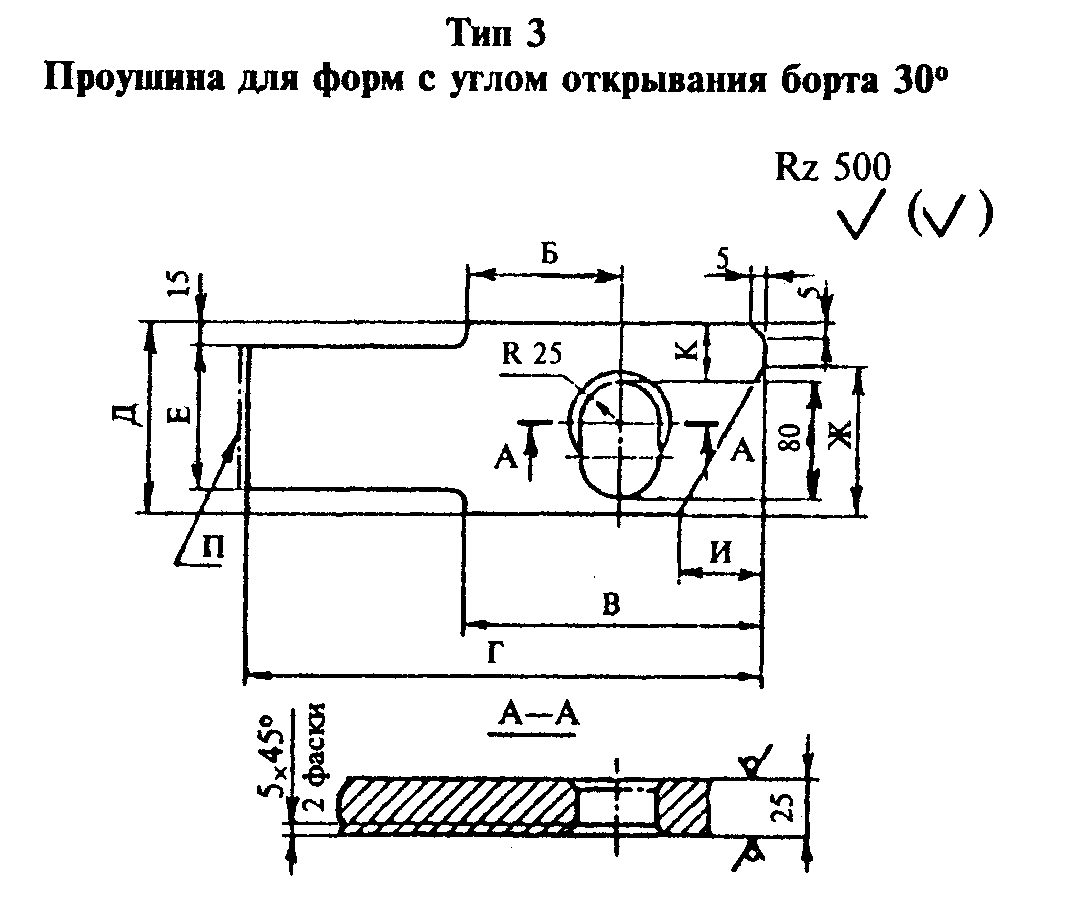 Тип 3
Проушина для форм с углом открывания борта 30°
Rz 500
Б
5
15
5
К
R 25
Д
Е
80
Ж
А
А
П
И
В
Г
А—А
5×45°
2 фаски
25